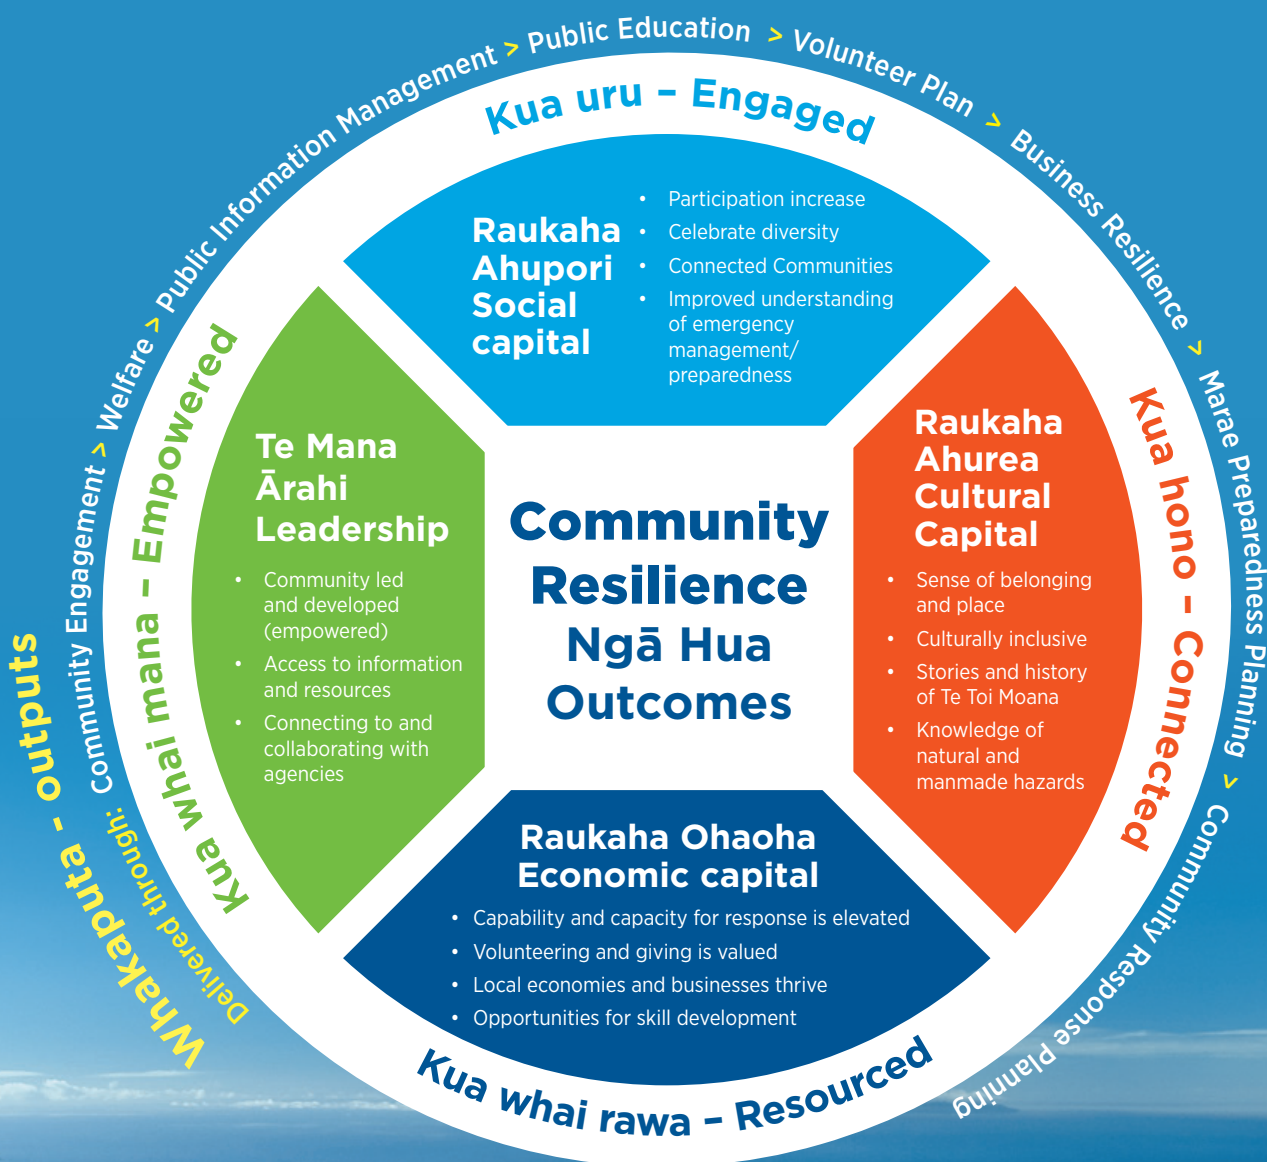 Whakaputa - outputs
Delivered through: Community Engagement > Welfare > Public Information Management > Public Education > Volunteer Plan > Business Resilience > Marae Preparedness Planning > Community Response Planning
Kua uru – Engaged
Raukaha
Ahupori
Social
capital
• Participation increase
• Celebrate diversity
• Connected Communities
• Improved understanding
of emergency
management/
preparedness
Kua whai mana – Empowered
Te Mana
Ārahi
Leadership
• Community led
and developed
(empowered)
• Access to information
and resources
• Connecting to and
collaborating with
agencies
Community
Resilience
Ngā Hua
Outcomes
Kua hono – Connected
Raukaha
Ahurea
Cultural
Capital
• Sense of belonging
and place
• Culturally inclusive
• Stories and history
of Te Toi Moana
• Knowledge of
natural and
manmade hazards
Raukaha Ohaoha
Economic capital
• Capability and capacity for response is elevated
• Volunteering and giving is valued
• Local economies and businesses thrive
• Opportunities for skill development
Kua whai rawa – Resourced